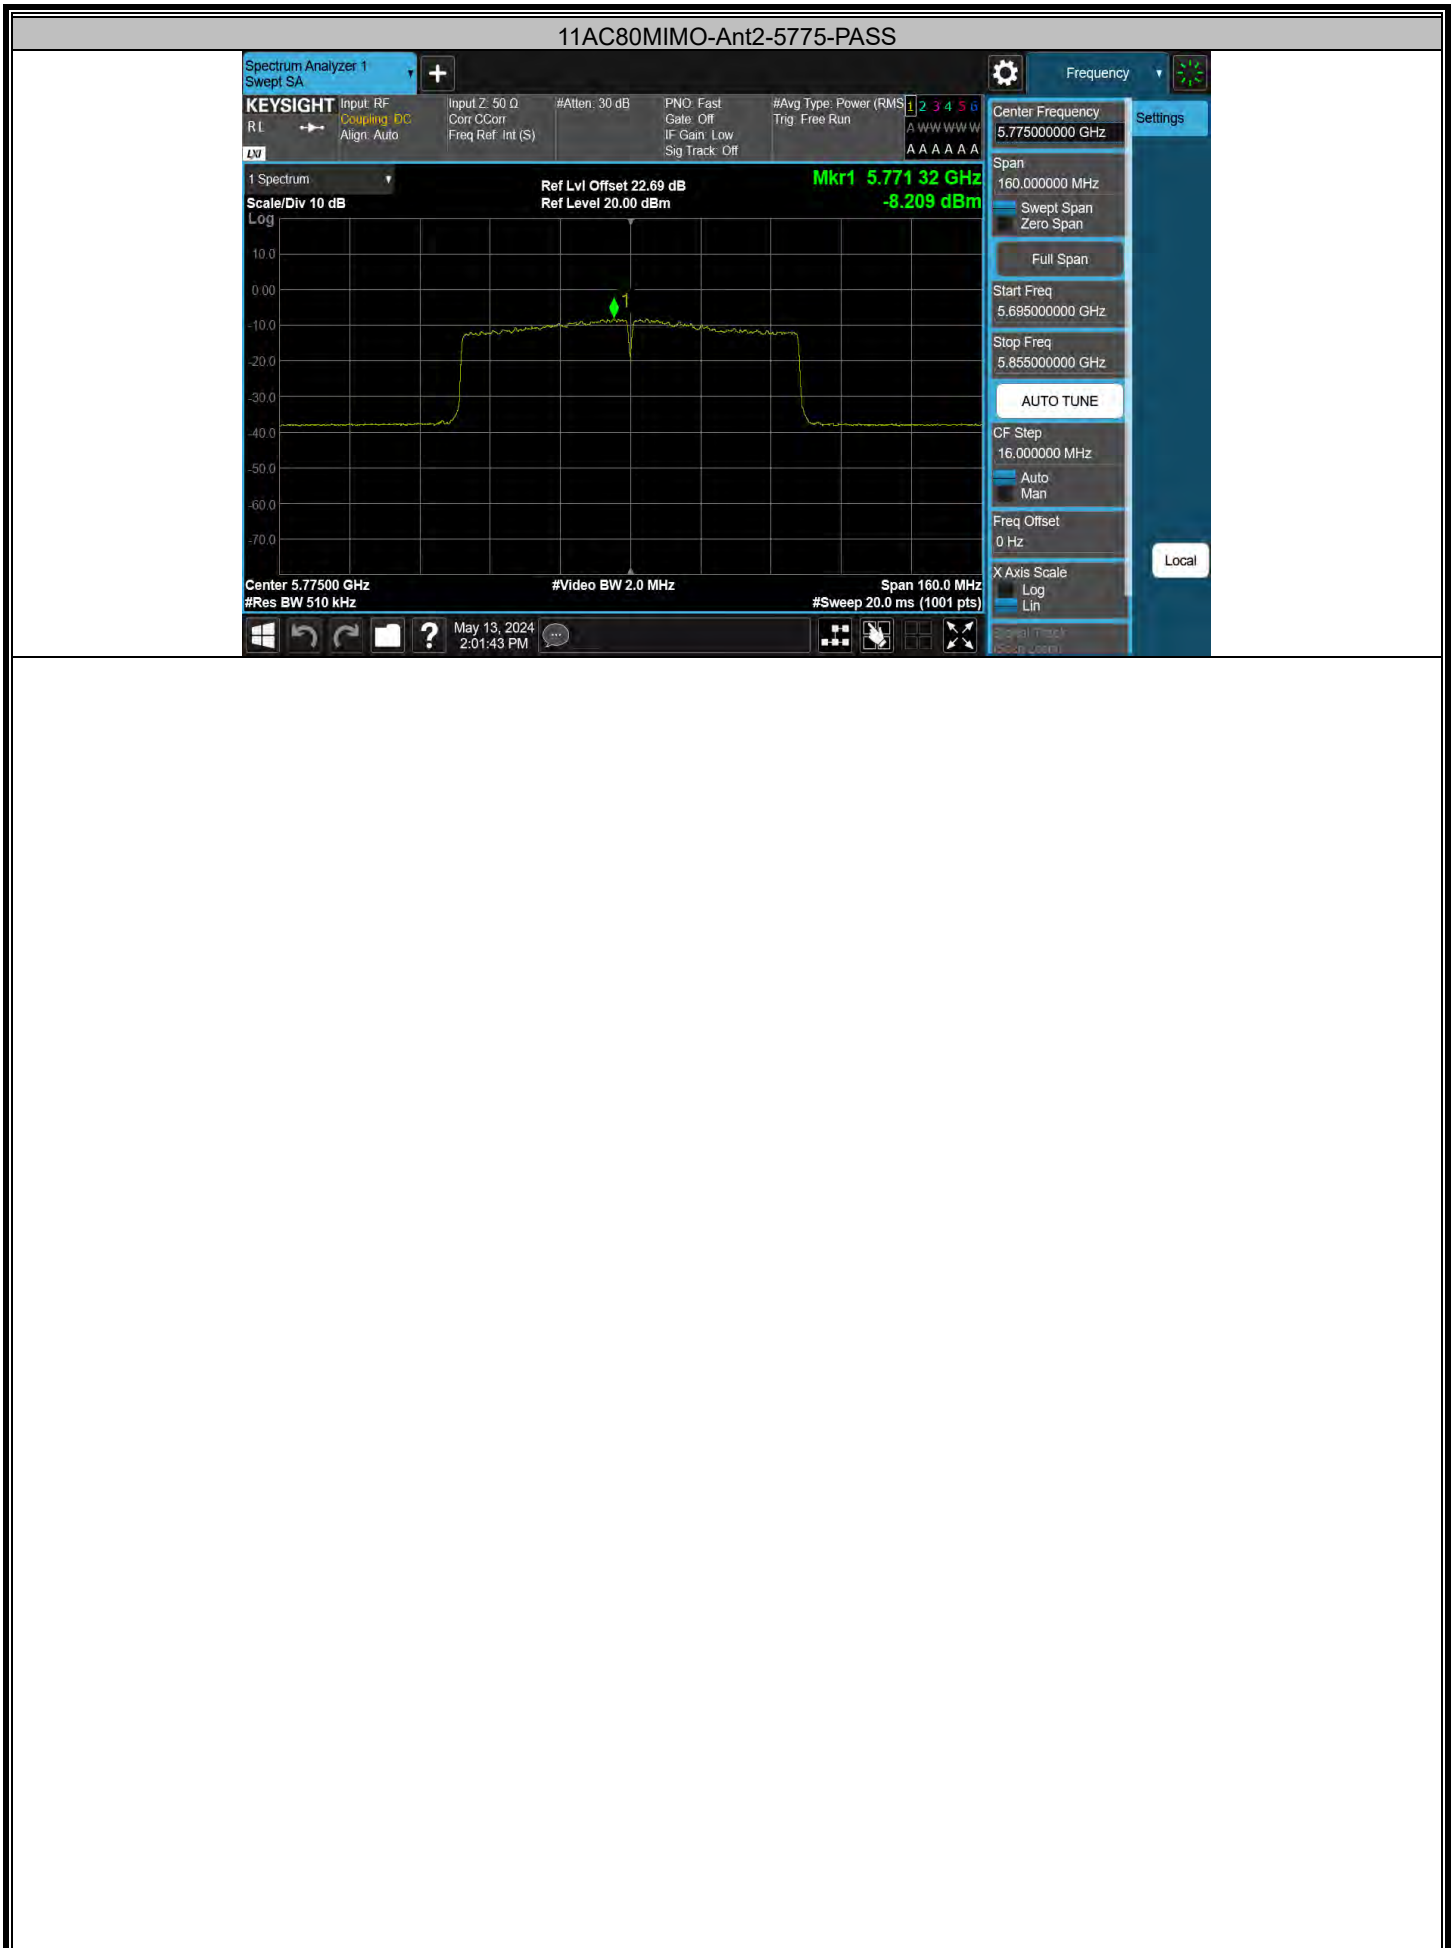 11AC80MIMO-Ant2-5775-PASS
Spectrum Analyzer 1
Swept SA
Frequency
KEYSIGHT
R L
LXI
Input: RF
Coupling: DC
Align: Auto
Input Z: 50 Ω
Corr CCorr
Freq Ref: Int (S)
#Atten: 30 dB
PNO: Fast
Gate: Off
IF Gain: Low
Sig Track: Off
#Avg Type: Power (RMS
Trig: Free Run
1 2 3 4 5 6
A W W W W W
A A A A A A
1 Spectrum
Scale/Div 10 dB
Log
Ref Lvl Offset 22.69 dB
Ref Level 20.00 dBm
Mkr1 5.771 32 GHz
-8.209 dBm
10.0
0.00
-10.0
-20.0
-30.0
-40.0
-50.0
-60.0
-70.0
1
Center 5.77500 GHz
#Res BW 510 kHz
#Video BW 2.0 MHz
Span 160.0 MHz
#Sweep 20.0 ms (1001 pts)
May 13, 2024
2:01:43 PM
Center Frequency
5.775000000 GHz
Settings
Span
160.000000 MHz
Swept Span
Zero Span
Full Span
Start Freq
5.695000000 GHz
Stop Freq
5.855000000 GHz
AUTO TUNE
CF Step
16.000000 MHz
Auto
Man
Freq Offset
0 Hz
X Axis Scale
Log
Lin
Signal Track
(Span Zoom)
Local